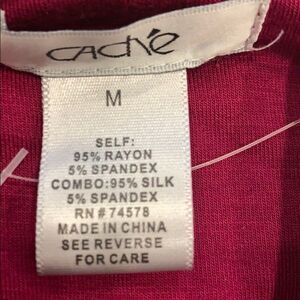 CACHÉ
M
SELF:
95% RAYON
5% SPANDEX
COMBO:95% SILK
5% SPANDEX
RN # 74578
MADE IN CHINA
SEE REVERSE
FOR CARE